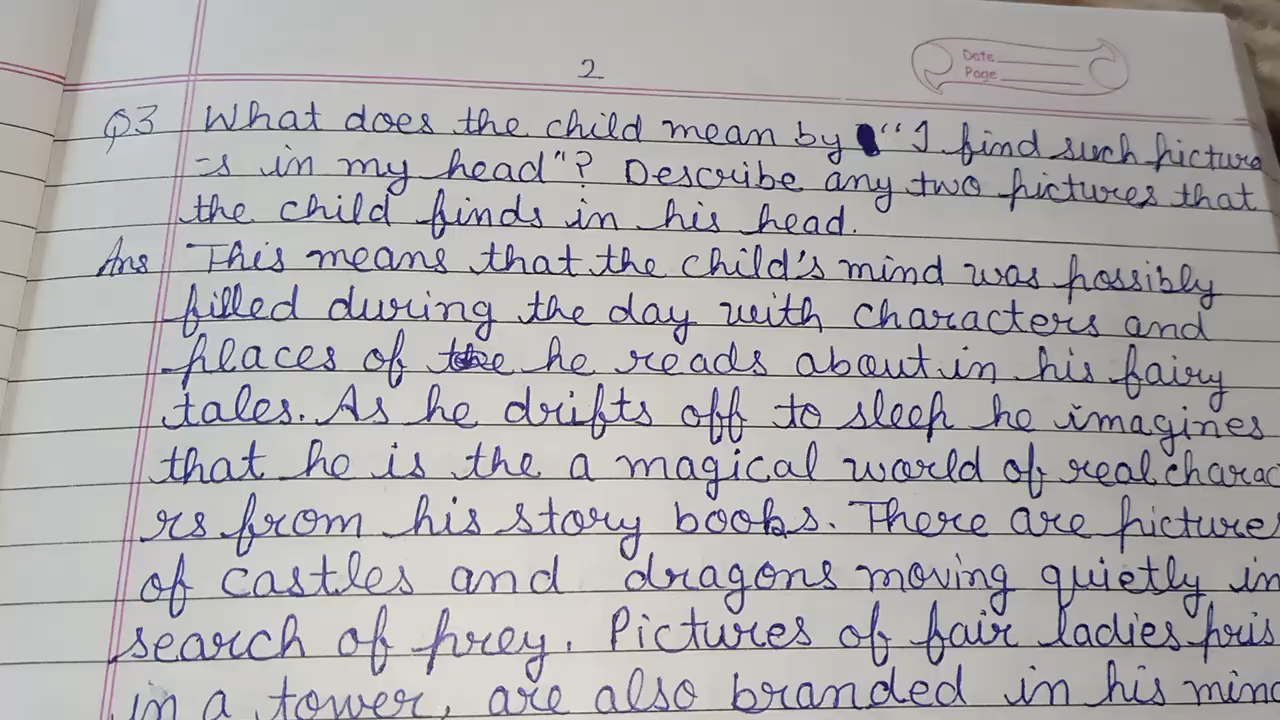 2
Date
Page
Q3 What does the child mean by "I find such picture
-s in my head"? Describe any two pictures that
the child finds in his head.
Ans This means that the child's mind was possibly
filled during the day with characters and
places of he reads about in his fairy
tales. As he drifts off to sleep he imagines
that he is the a magical world of real charac
rs from his story books. There are picture
of castles and dragons moving quietly in
search of prey. Pictures of fair ladies pris
in a tower, are also branded in his mind